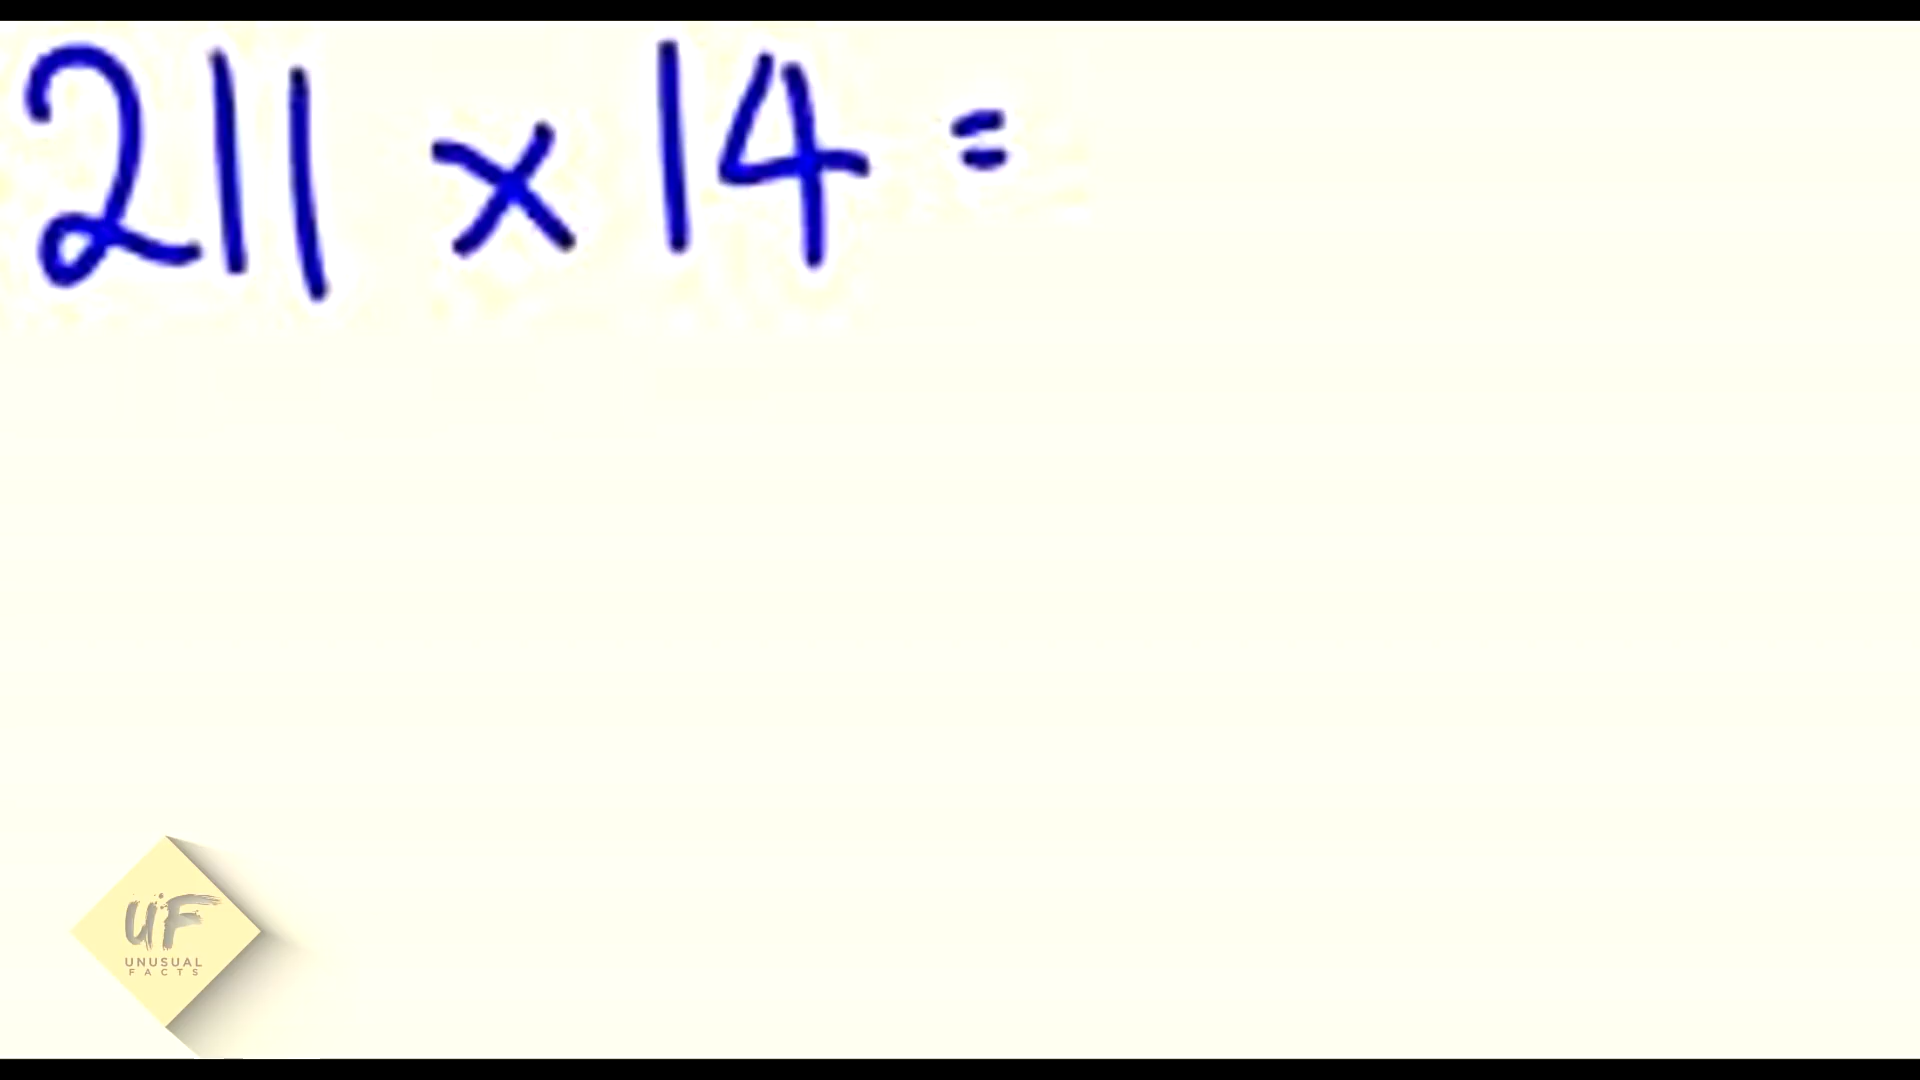 211 x 14 =
UF
UNUSUAL
FACTS